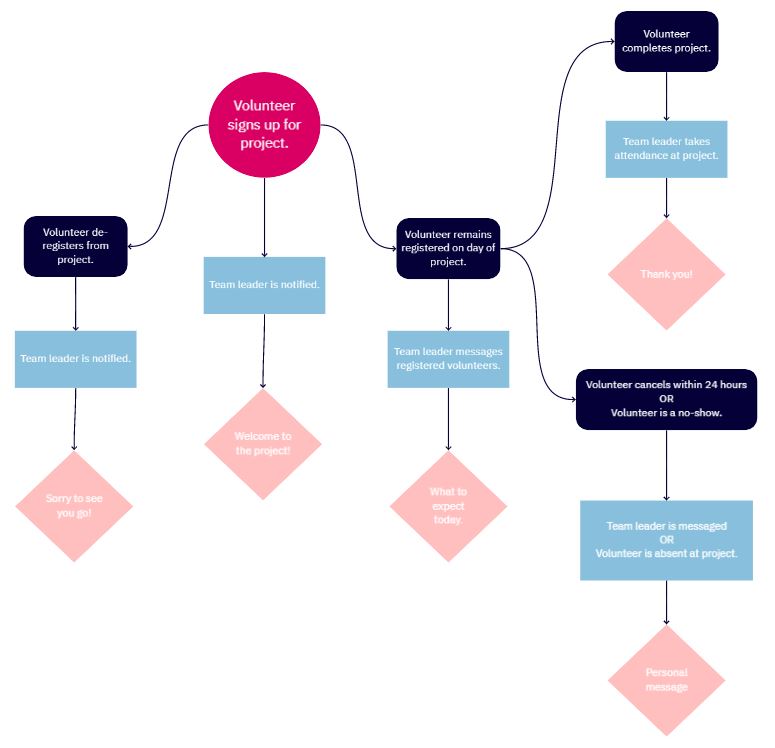 Volunteer
signs up for
project.
Volunteer de-
registers from
project.
Team leader is notified.
Sorry to see
you go!
Team leader is notified.
Welcome to
the project!
Volunteer remains
registered on day of
project.
Team leader messages
registered volunteers.
What to
expect
today.
Volunteer
completes project.
Team leader takes
attendance at project.
Thank you!
Volunteer cancels within 24 hours
OR
Volunteer is a no-show.
Team leader is messaged
OR
Volunteer is absent at project.
Personal
message